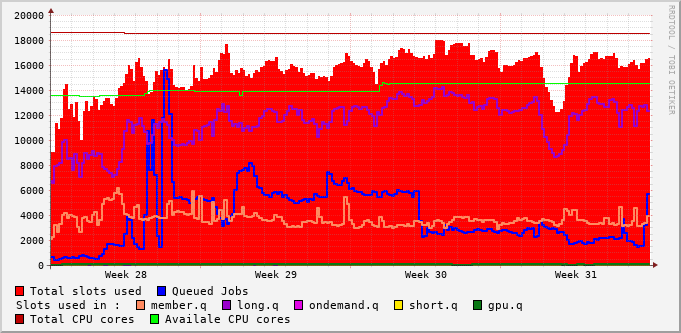 20000
18000
16000
14000
12000
10000
8000
6000
4000
2000
0
Week 28 Week 29 Week 30 Week 31
RRDTOOL / TOBI OETIKER
Total slots used Queued Jobs
Slots used in : member.q long.q ondemand.q short.q gpu.q
Total CPU cores Availale CPU cores